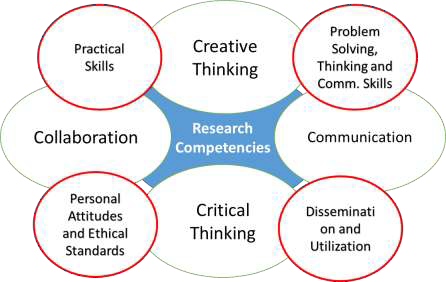 Practical
Skills
Creative
Thinking
Problem
Solving,
Thinking and
Comm. Skills
Collaboration
Research
Competencies
Communication
Personal
Attitudes
and Ethical
Standards
Critical
Thinking
Disseminati
on and
Utilization